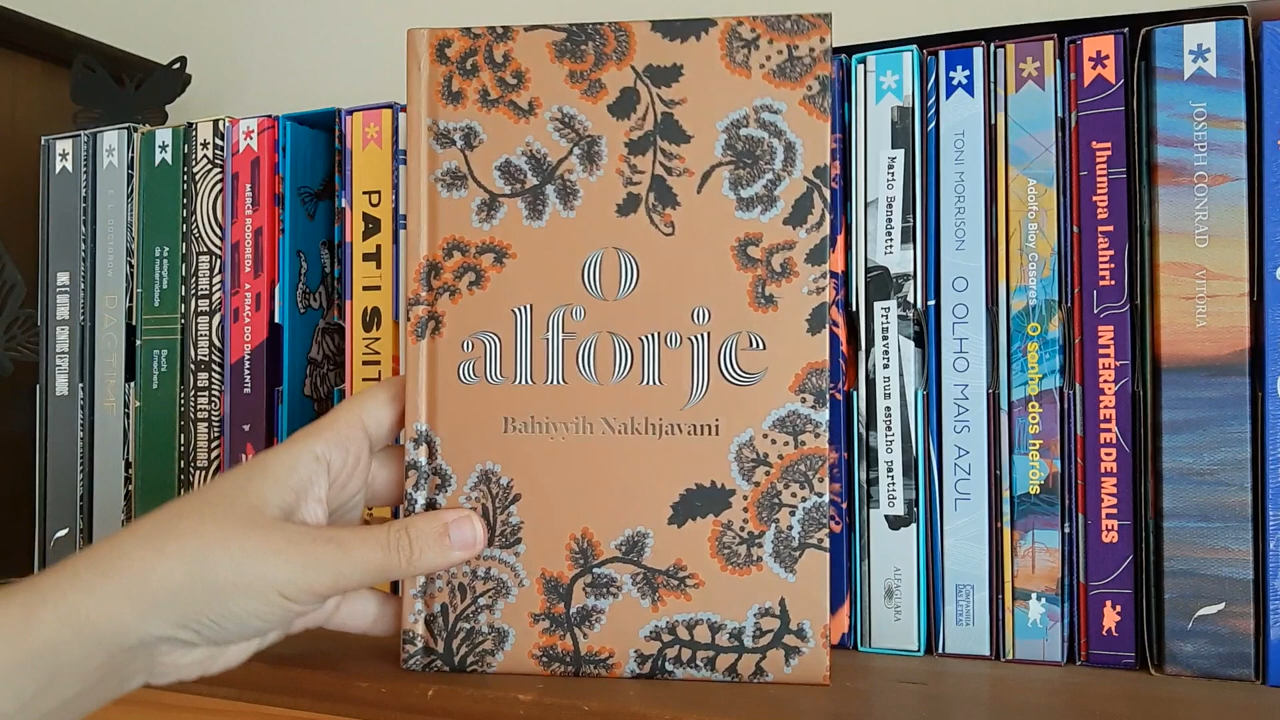 O
alforje
Bahiyyih Nakhjavani
UNS E OUTROS CONTOS ESPELHADOS
E. L. DOCTOROW RAGTIME
As alegrias
da maternidade
Buchi
Emecheta
RACHEL DE QUEIROZ · AS TRÊS MARIAS
MERCÈ RODOREDA A PRAÇA DO DIAMANTE
PATTI SMIT
Mario Benedetti
Primavera num espelho partido
ALFAGUARA
TONI MORRISON O OLHO MAIS AZUL
COMPANHIA
DAS LETRAS
Adolfo Bioy Casares O sonho dos heróis
Jhumpa Lahiri INTÉRPRETE DE MALES
JOSEPH CONRAD VITÓRIA